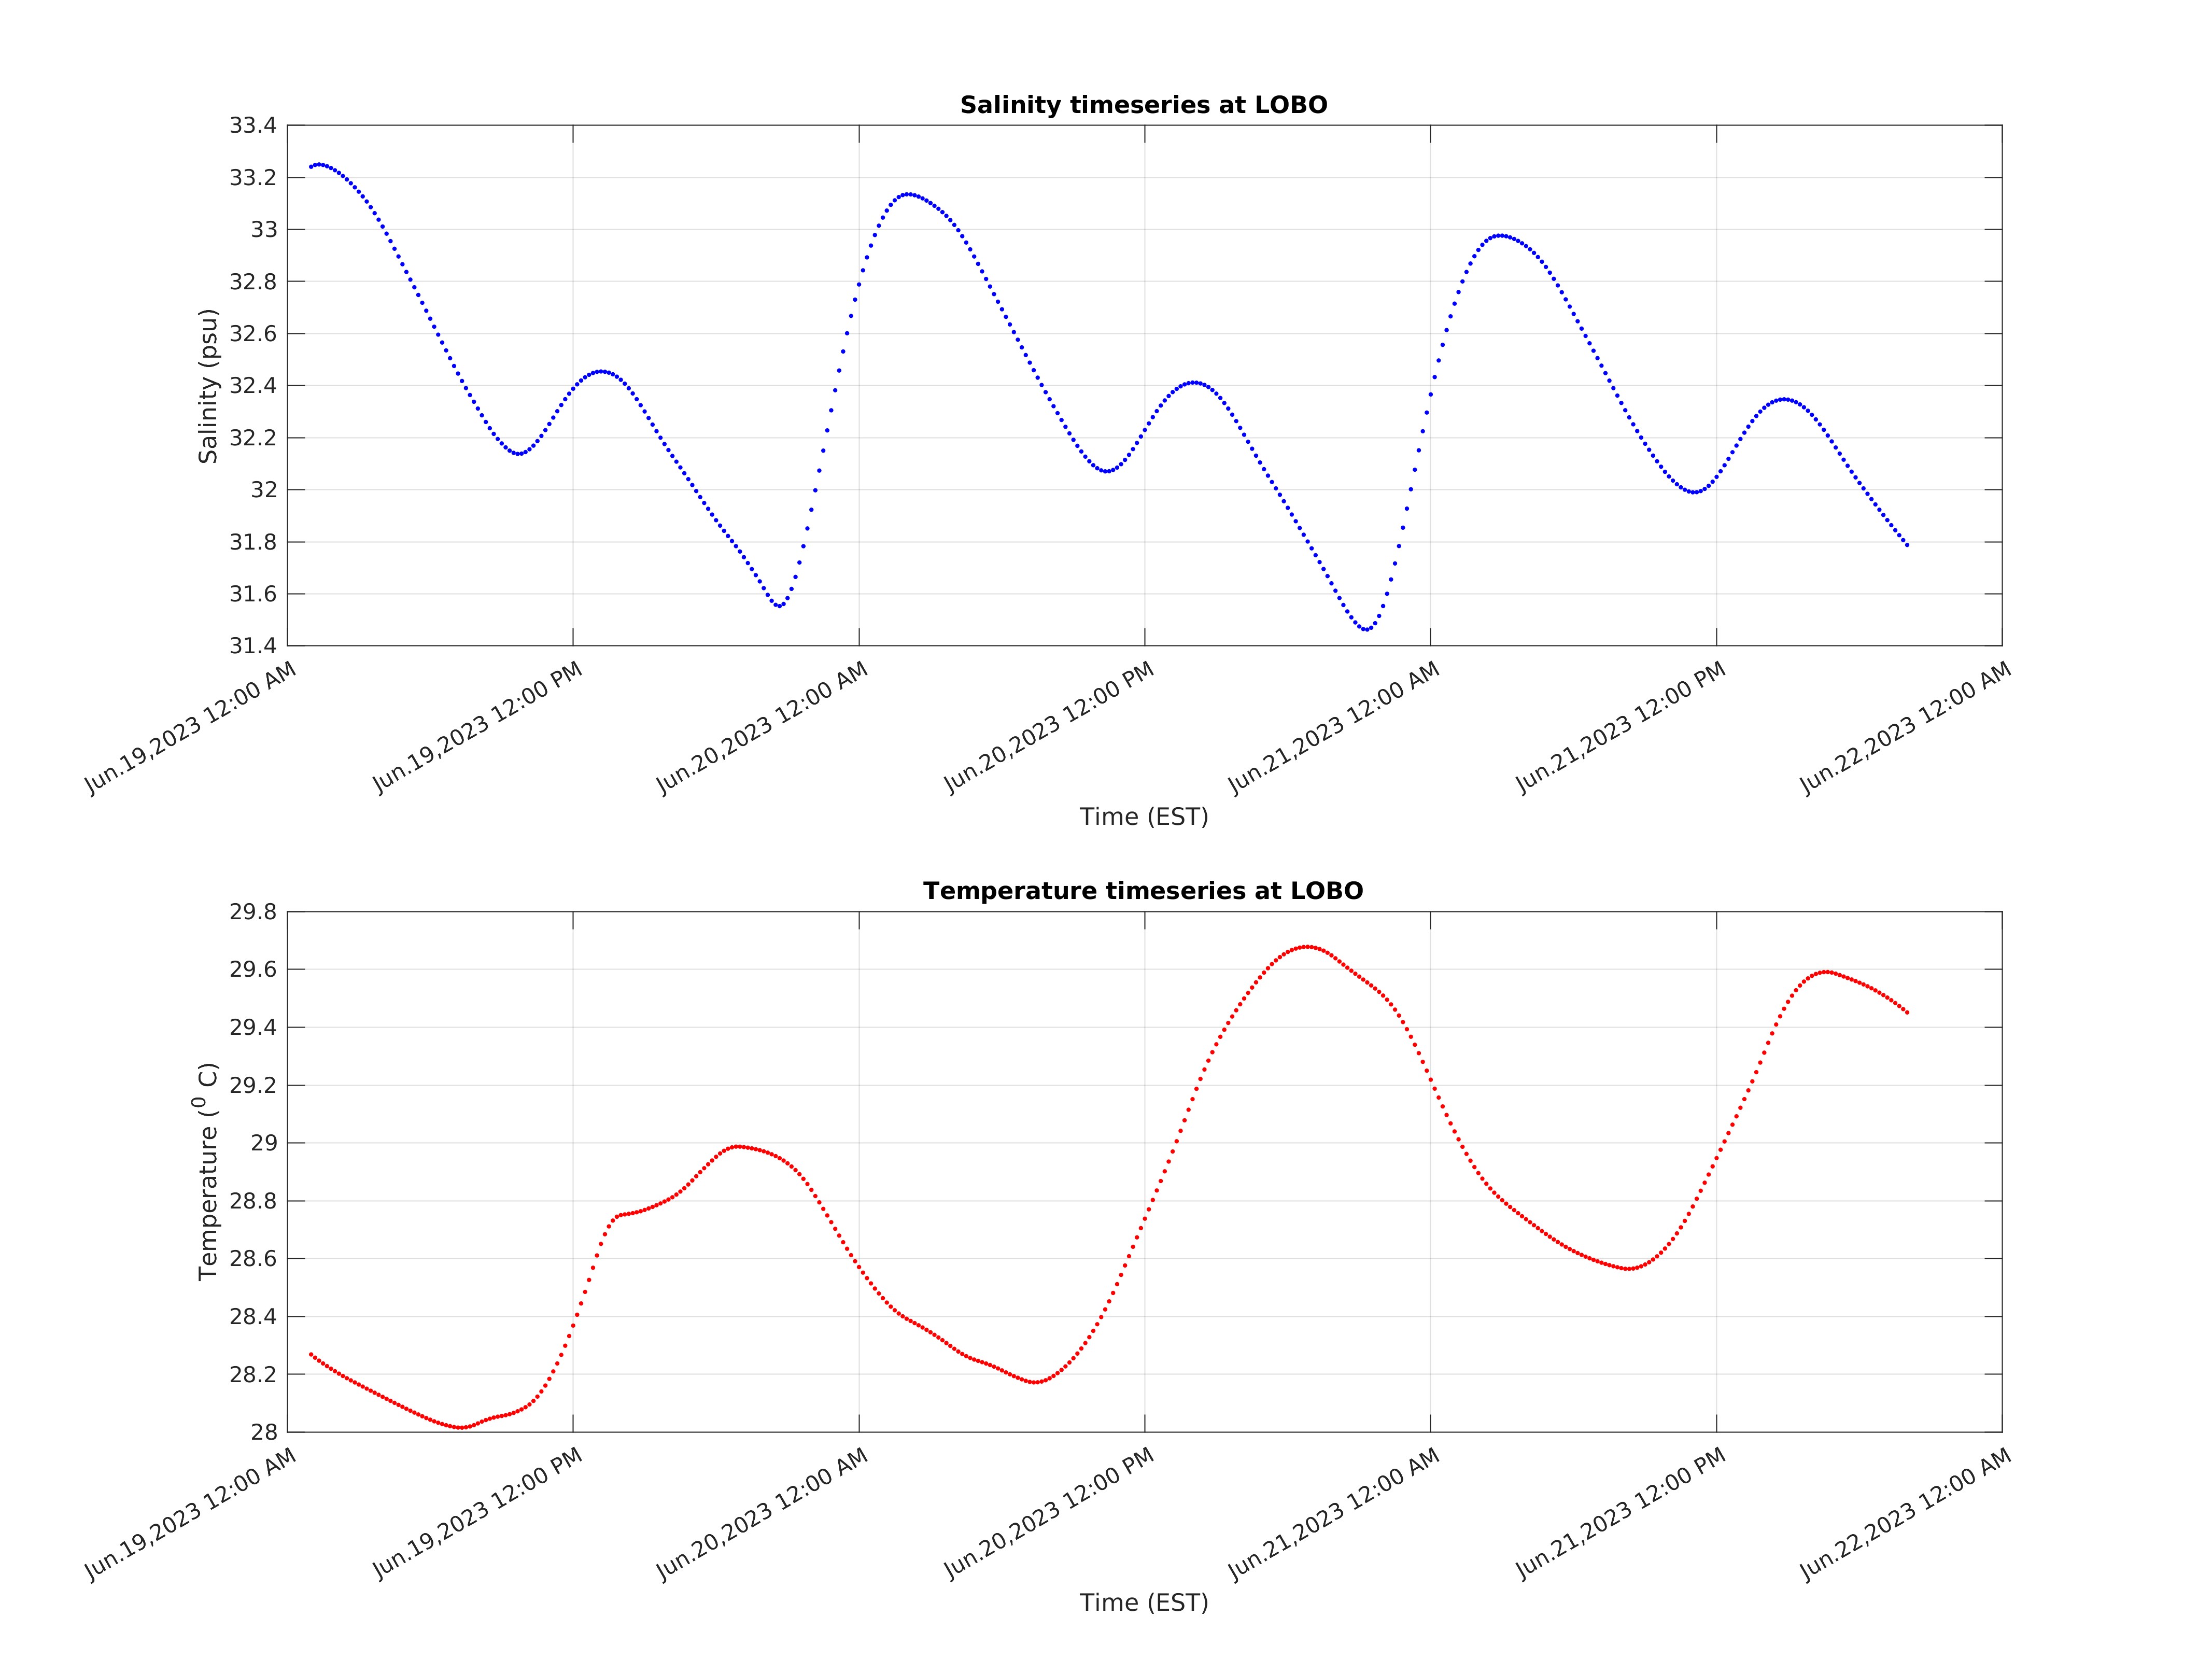 Salinity timeseries at LOBO
33.4
33.2
33
32.8
32.6
32.4
32.2
32
31.8
31.6
31.4
Salinity (psu)
Jun.19,2023 12:00 AM
Jun.19,2023 12:00 PM
Jun.20,2023 12:00 AM
Jun.20,2023 12:00 PM
Jun.21,2023 12:00 AM
Jun.21,2023 12:00 PM
Jun.22,2023 12:00 AM
Time (EST)
Temperature timeseries at LOBO
29.8
29.6
29.4
29.2
29
28.8
28.6
28.4
28.2
28
Temperature (⁰ C)
Jun.19,2023 12:00 AM
Jun.19,2023 12:00 PM
Jun.20,2023 12:00 AM
Jun.20,2023 12:00 PM
Jun.21,2023 12:00 AM
Jun.21,2023 12:00 PM
Jun.22,2023 12:00 AM
Time (EST)